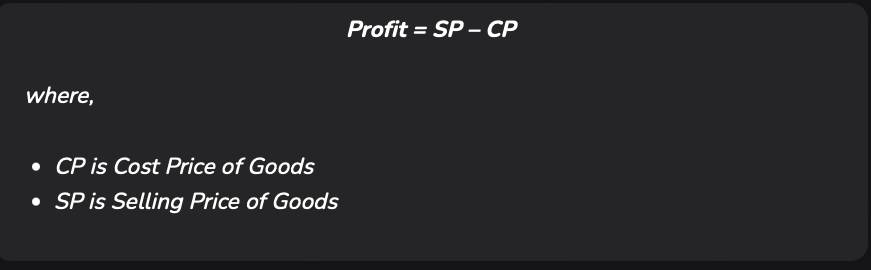 Profit = SP – CP
where,
• CP is Cost Price of Goods
• SP is Selling Price of Goods